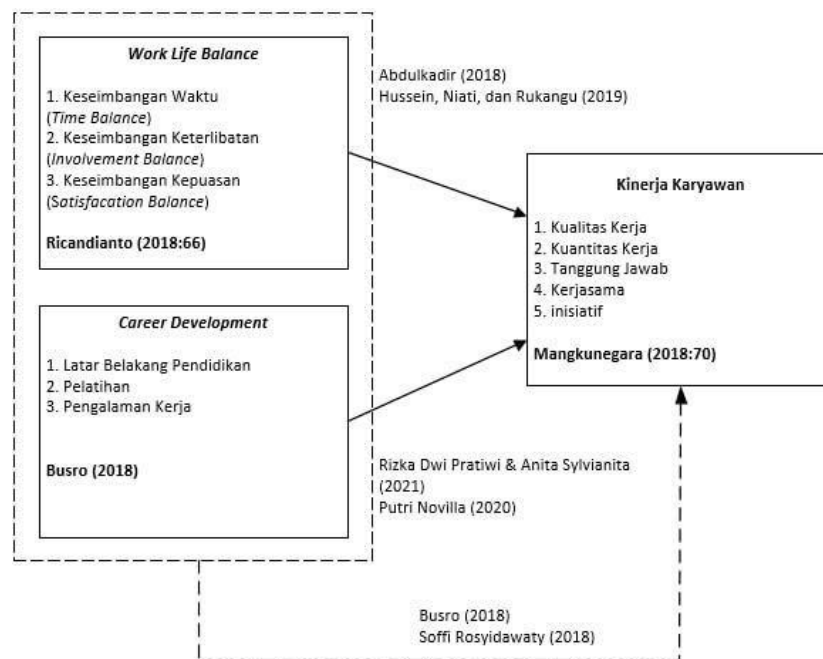 Work Life Balance
1. Keseimbangan Waktu
(Time Balance)
2. Keseimbangan Keterlibatan
(Involvement Balance)
3. Keseimbangan Kepuasan
(Satisfacation Balance)
Ricandianto (2018:66)
Abdulkadir (2018)
Hussein, Niati, dan Rukangu (2019)
Kinerja Karyawan
1. Kualitas Kerja
2. Kuantitas Kerja
3. Tanggung Jawab
4. Kerjasama
5. inisiatif
Mangkunegara (2018:70)
Career Development
1. Latar Belakang Pendidikan
2. Pelatihan
3. Pengalaman Kerja
Busro (2018)
Rizka Dwi Pratiwi & Anita Sylvianita
(2021)
Putri Novilla (2020)
Busro (2018)
Soffi Rosyidawaty (2018)